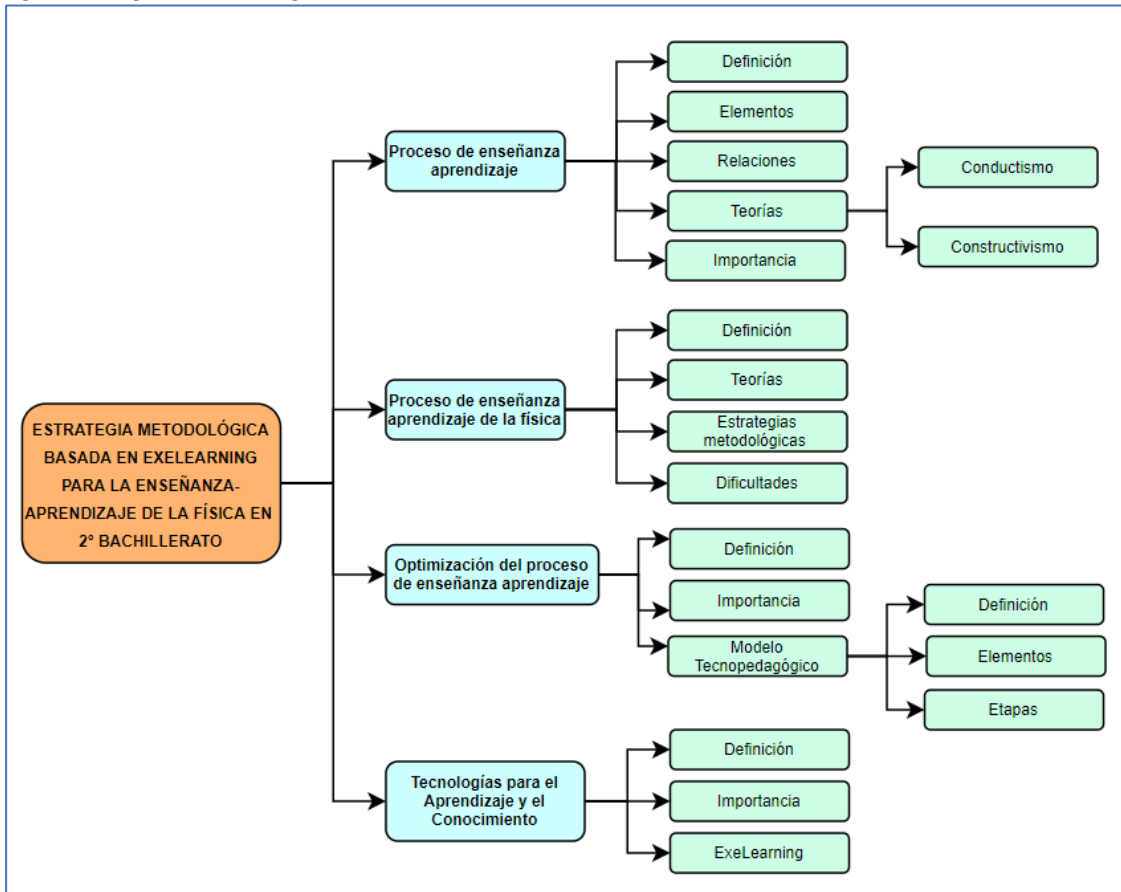 ESTRATEGIA METODOLÓGICA
BASADA EN EXELEARNING
PARA LA ENSEÑANZA-
APRENDIZAJE DE LA FÍSICA EN
2º BACHILLERATO
Proceso de enseñanza
aprendizaje
Definición
Elementos
Relaciones
Teorías
Importancia
Conductismo
Constructivismo
Proceso de enseñanza
aprendizaje de la física
Definición
Teorías
Estrategias
metodológicas
Dificultades
Optimización del proceso
de enseñanza aprendizaje
Definición
Importancia
Modelo
Tecnopedagógico
Definición
Elementos
Etapas
Tecnologías para el
Aprendizaje y el
Conocimiento
Definición
Importancia
ExeLearning